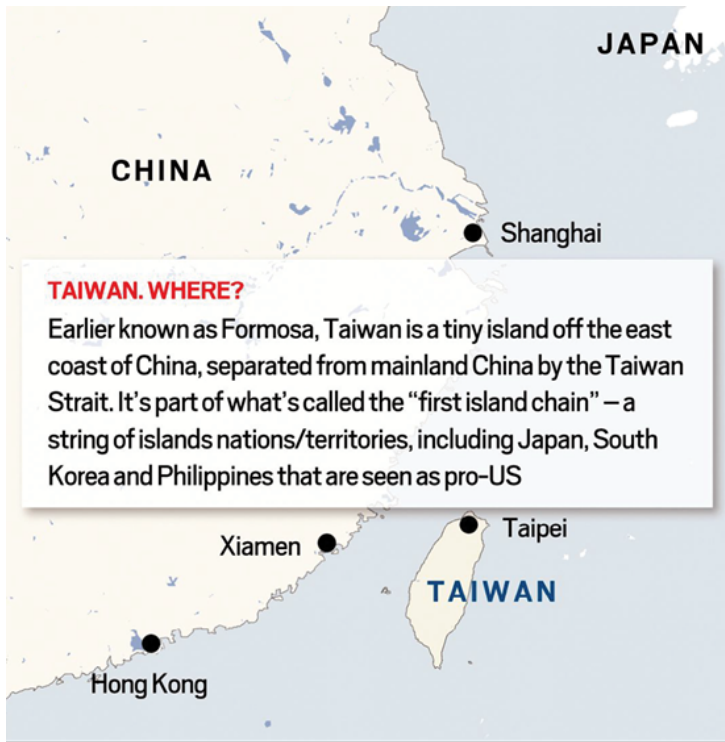 JAPAN
CHINA
Shanghai
TAIWAN. WHERE?
Earlier known as Formosa, Taiwan is a tiny island off the east
coast of China, separated from mainland China by the Taiwan
Strait. It's part of what's called the “first island chain” – a
string of islands nations/territories, including Japan, South
Korea and Philippines that are seen as pro-US
Taipei
Xiamen
TAIWAN
Hong Kong